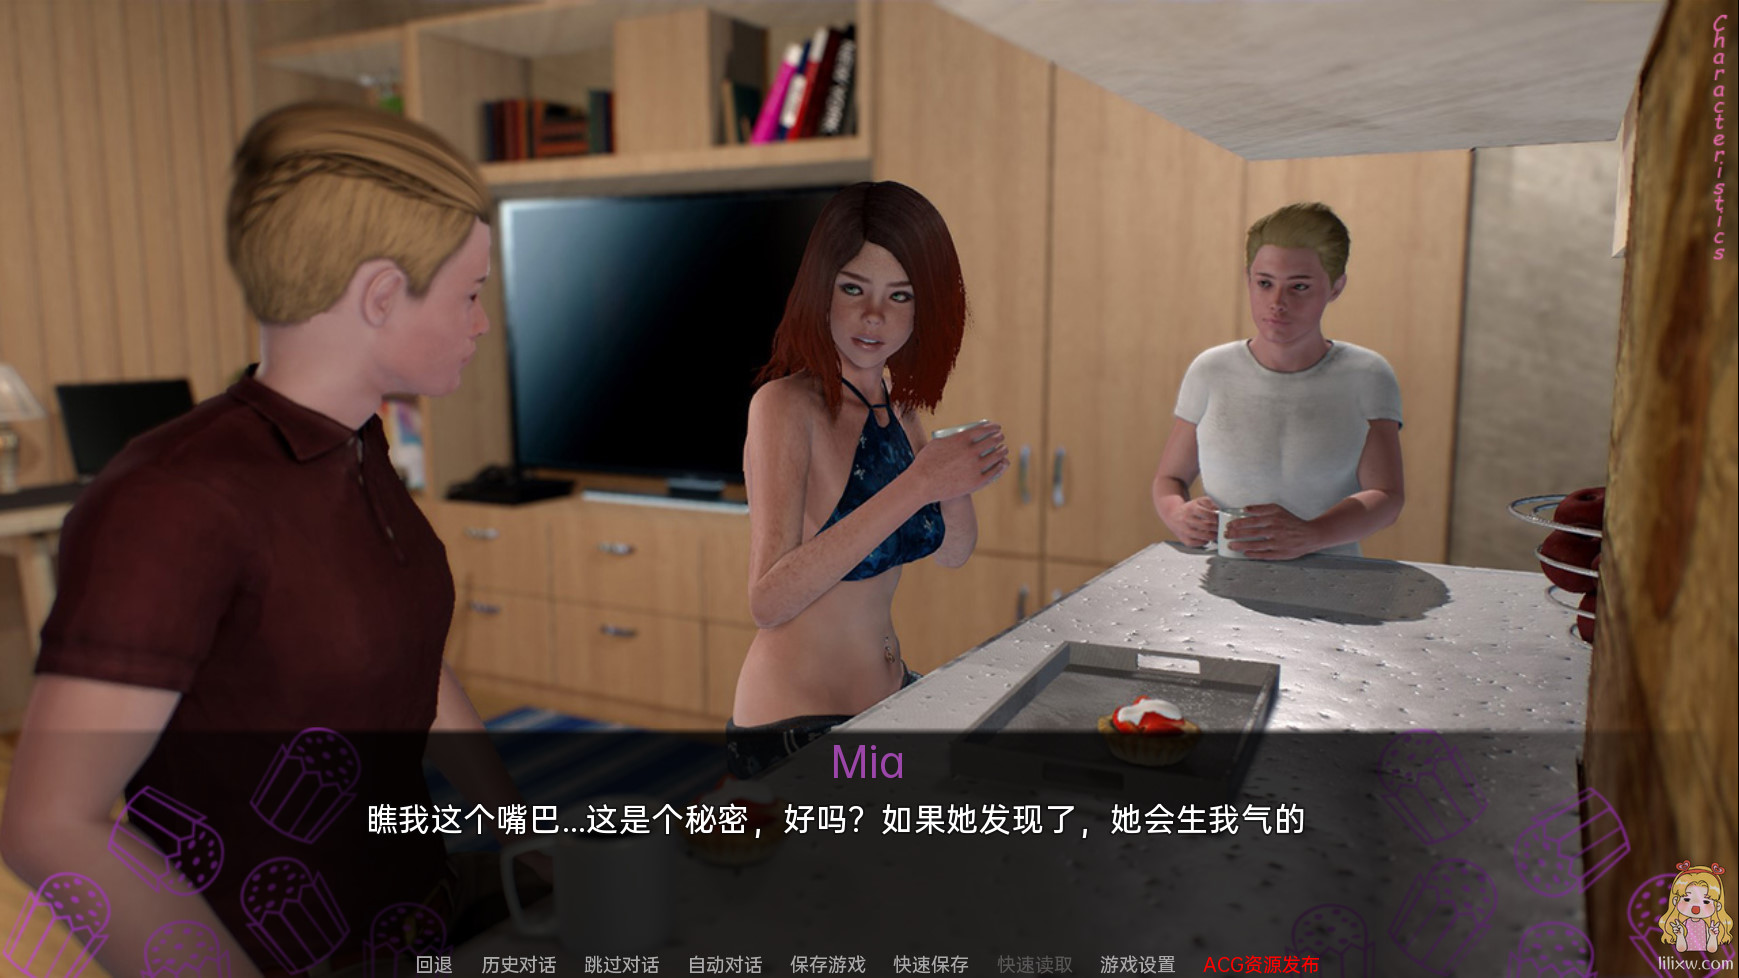 Characteristics
NEW YORK
Mia
瞧我这个嘴巴...这是个秘密，好吗？如果她发现了，她会生我气的
回退 历史对话 跳过对话 自动对话 保存游戏 快速保存 快速读取 游戏设置 ACG资源发布
lilixw.com